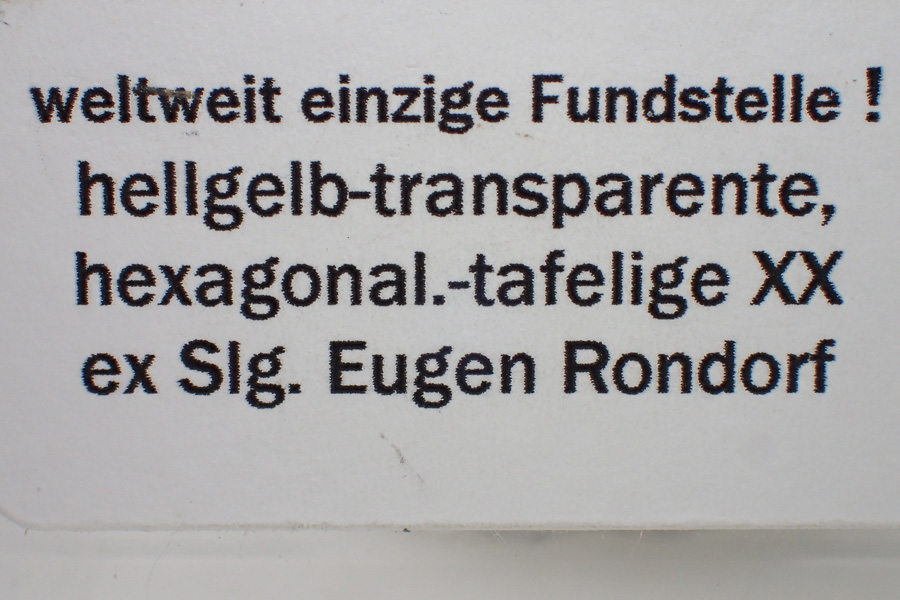 weltweit einzige Fundstelle !
hellgelb-transparente,
hexagonal.-tafelige XX
ex Slg. Eugen Rondorf